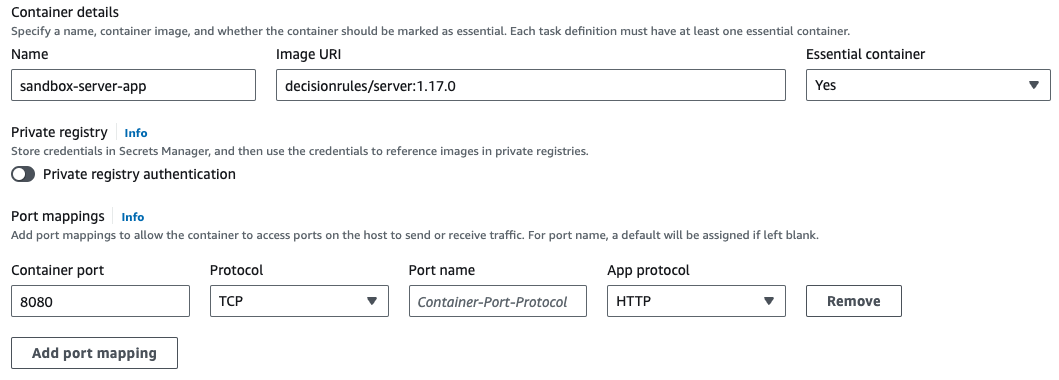 Container details
Specify a name, container image, and whether the container should be marked as essential. Each task definition must have at least one essential container.
Name Image URI Essential container
sandbox-server-app decisionrules/server:1.17.0 Yes
Private registry Info
Store credentials in Secrets Manager, and then use the credentials to reference images in private registries.
Private registry authentication
Port mappings Info
Add port mappings to allow the container to access ports on the host to send or receive traffic. For port name, a default will be assigned if left blank.
Container port Protocol Port name App protocol
8080 TCP Container-Port-Protocol HTTP Remove
Add port mapping